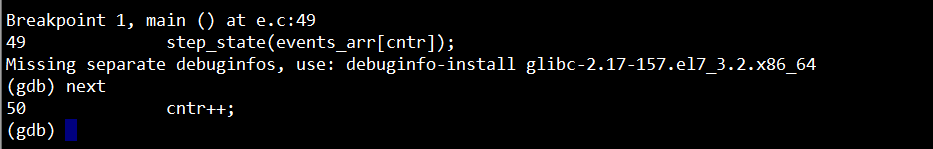 Breakpoint 1, main () at e.c:49
49              step_state(events_arr[cntr]);
Missing separate debuginfos, use: debuginfo-install glibc-2.17-157.el7_3.2.x86_64
(gdb) next
50              cntr++;
(gdb)